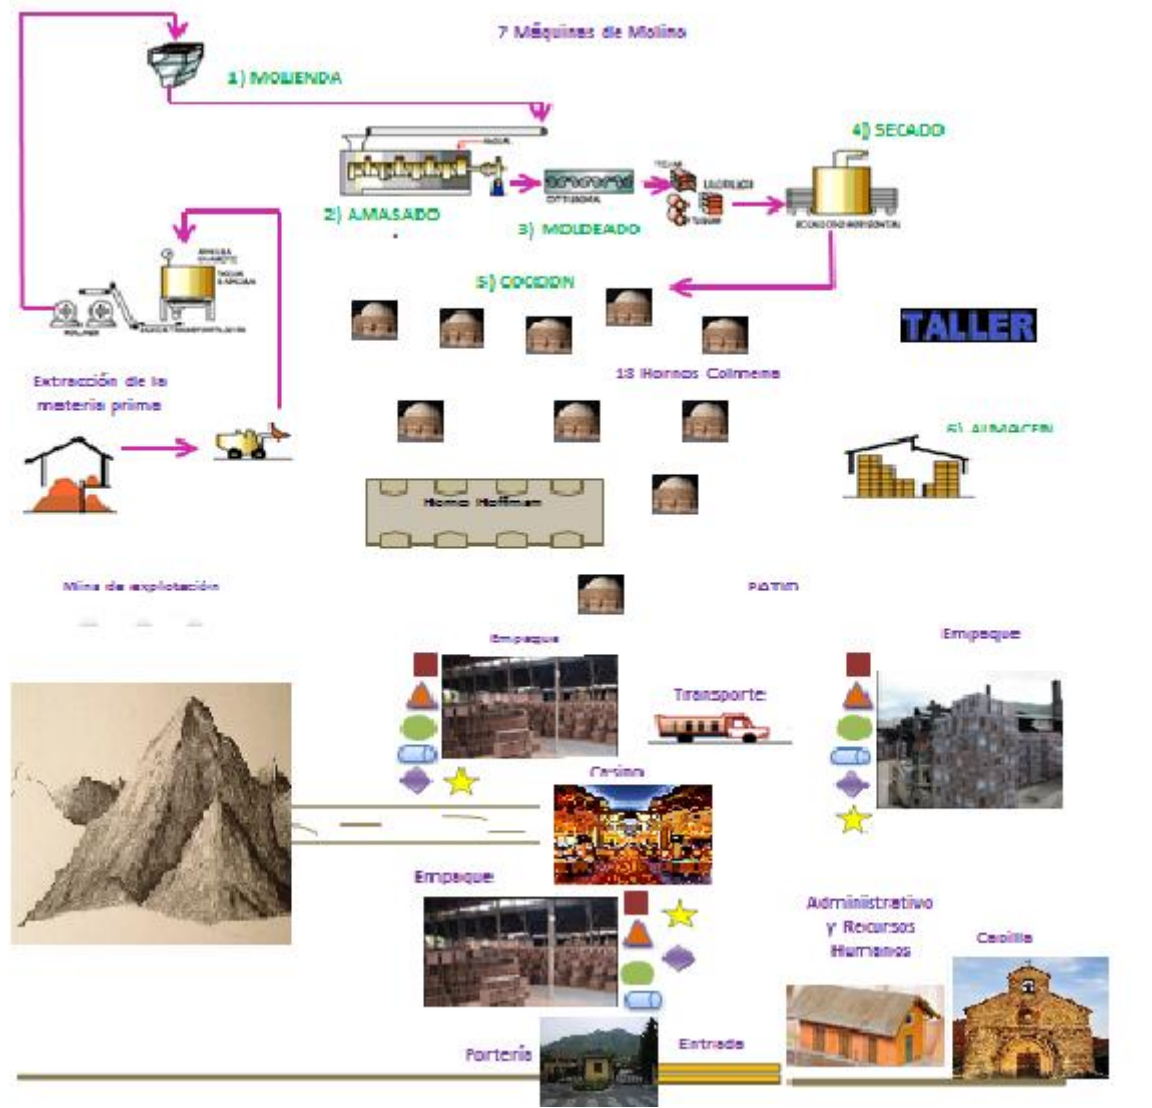 7 Máquinas de Molino
1) MOLIENDA
4) SECADO
2) AMASADO
3) MOLDEADO
5) COCCION
TALLER
Extracción de la
materia prima
Hornos Colmena
6) ALMACEN
Horno Hoffman
Mina de explotación
PATIO
Empaque
Empaque
Transporte
Casino
Empaque
Administrativo
y Recursos
Humanos
Capilla
Portería
Entrada